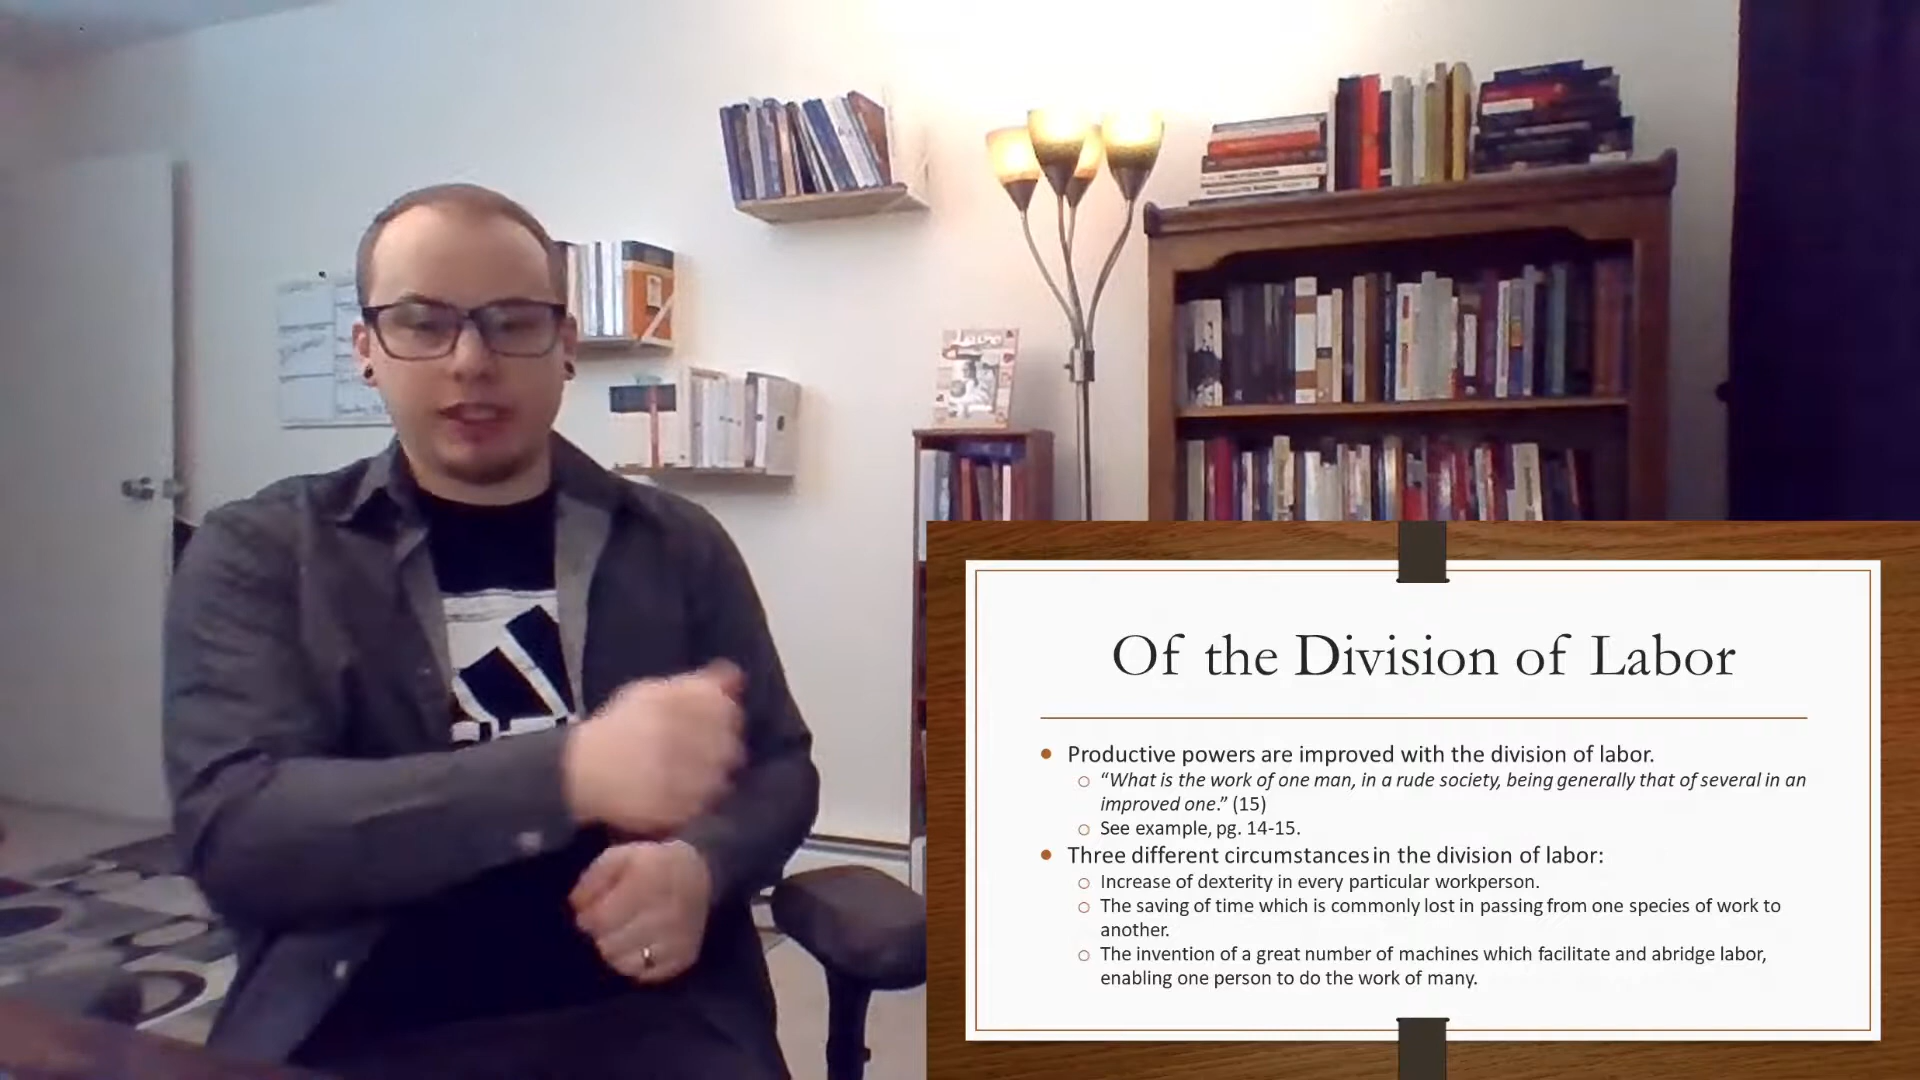 Of the Division of Labor
Productive powers are improved with the division of labor.
“What is the work of one man, in a rude society, being generally that of several in an
improved one.” (15)
See example, pg. 14-15.
Three different circumstances in the division of labor:
Increase of dexterity in every particular workperson.
The saving of time which is commonly lost in passing from one species of work to
another.
The invention of a great number of machines which facilitate and abridge labor,
enabling one person to do the work of many.